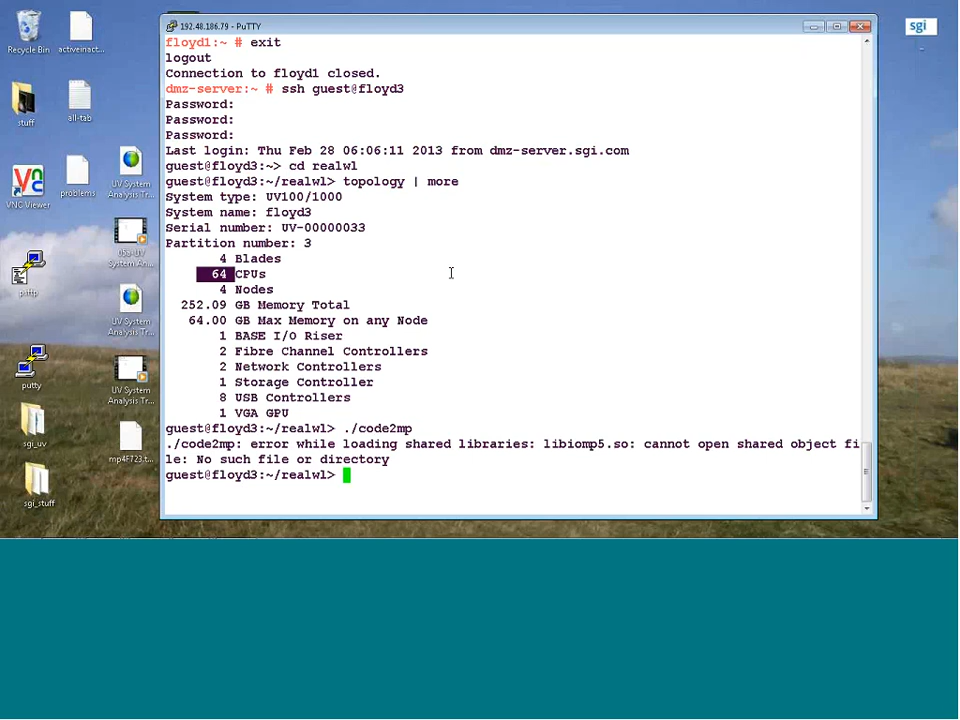 192.48.186.79 - PuTTY
floyd1:~ # exit
logout
Connection to floyd1 closed.
dmz-server:~ # ssh guest@floyd3
Password:
Password:
Password:
Last login: Thu Feb 28 06:06:11 2013 from dmz-server.sgi.com
guest@floyd3:~> cd realwl
guest@floyd3:~/realwl> topology | more
System type: UV100/1000
System name: floyd3
Serial number: UV-00000033
Partition number: 3
4 Blades
64 CPUs
4 Nodes
252.09 GB Memory Total
64.00 GB Max Memory on any Node
1 BASE I/O Riser
2 Fibre Channel Controllers
2 Network Controllers
1 Storage Controller
8 USB Controllers
1 VGA GPU
guest@floyd3:~/realwl> ./code2mp
./code2mp: error while loading shared libraries: libiomp5.so: cannot open shared object fi
le: No such file or directory
guest@floyd3:~/realwl>
Recycle Bin
activeinact...
stuff
all-tab
VNC Viewer
problems
UV System
Analysis Tr...
psftp
System An...
UV System
Analysis Tr...
putty
UV System
Analysis Tr...
sgi_uv
mp4F723.t...
sgi_stuff
sgi